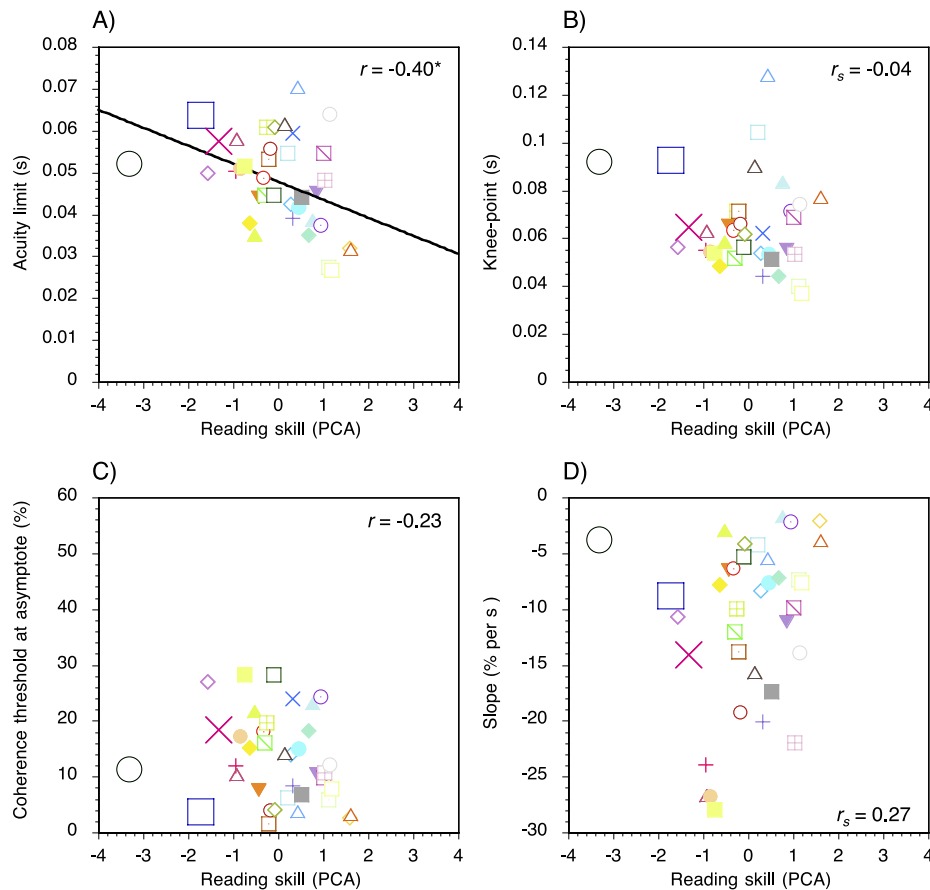 A)
r = -0.40*
Acuity limit (s)
0.08
0.07
0.06
0.05
0.04
0.03
0.02
0.01
0
-4 -3 -2 -1 0 1 2 3 4
Reading skill (PCA)
B)
rs = -0.04
Knee-point (s)
0.14
0.12
0.1
0.08
0.06
0.04
0.02
0
-4 -3 -2 -1 0 1 2 3 4
Reading skill (PCA)
C)
r = -0.23
Coherence threshold at asymptote (%)
60
50
40
30
20
10
0
-4 -3 -2 -1 0 1 2 3 4
Reading skill (PCA)
D)
rs = 0.27
Slope (% per s )
0
-5
-10
-15
-20
-25
-30
-4 -3 -2 -1 0 1 2 3 4
Reading skill (PCA)